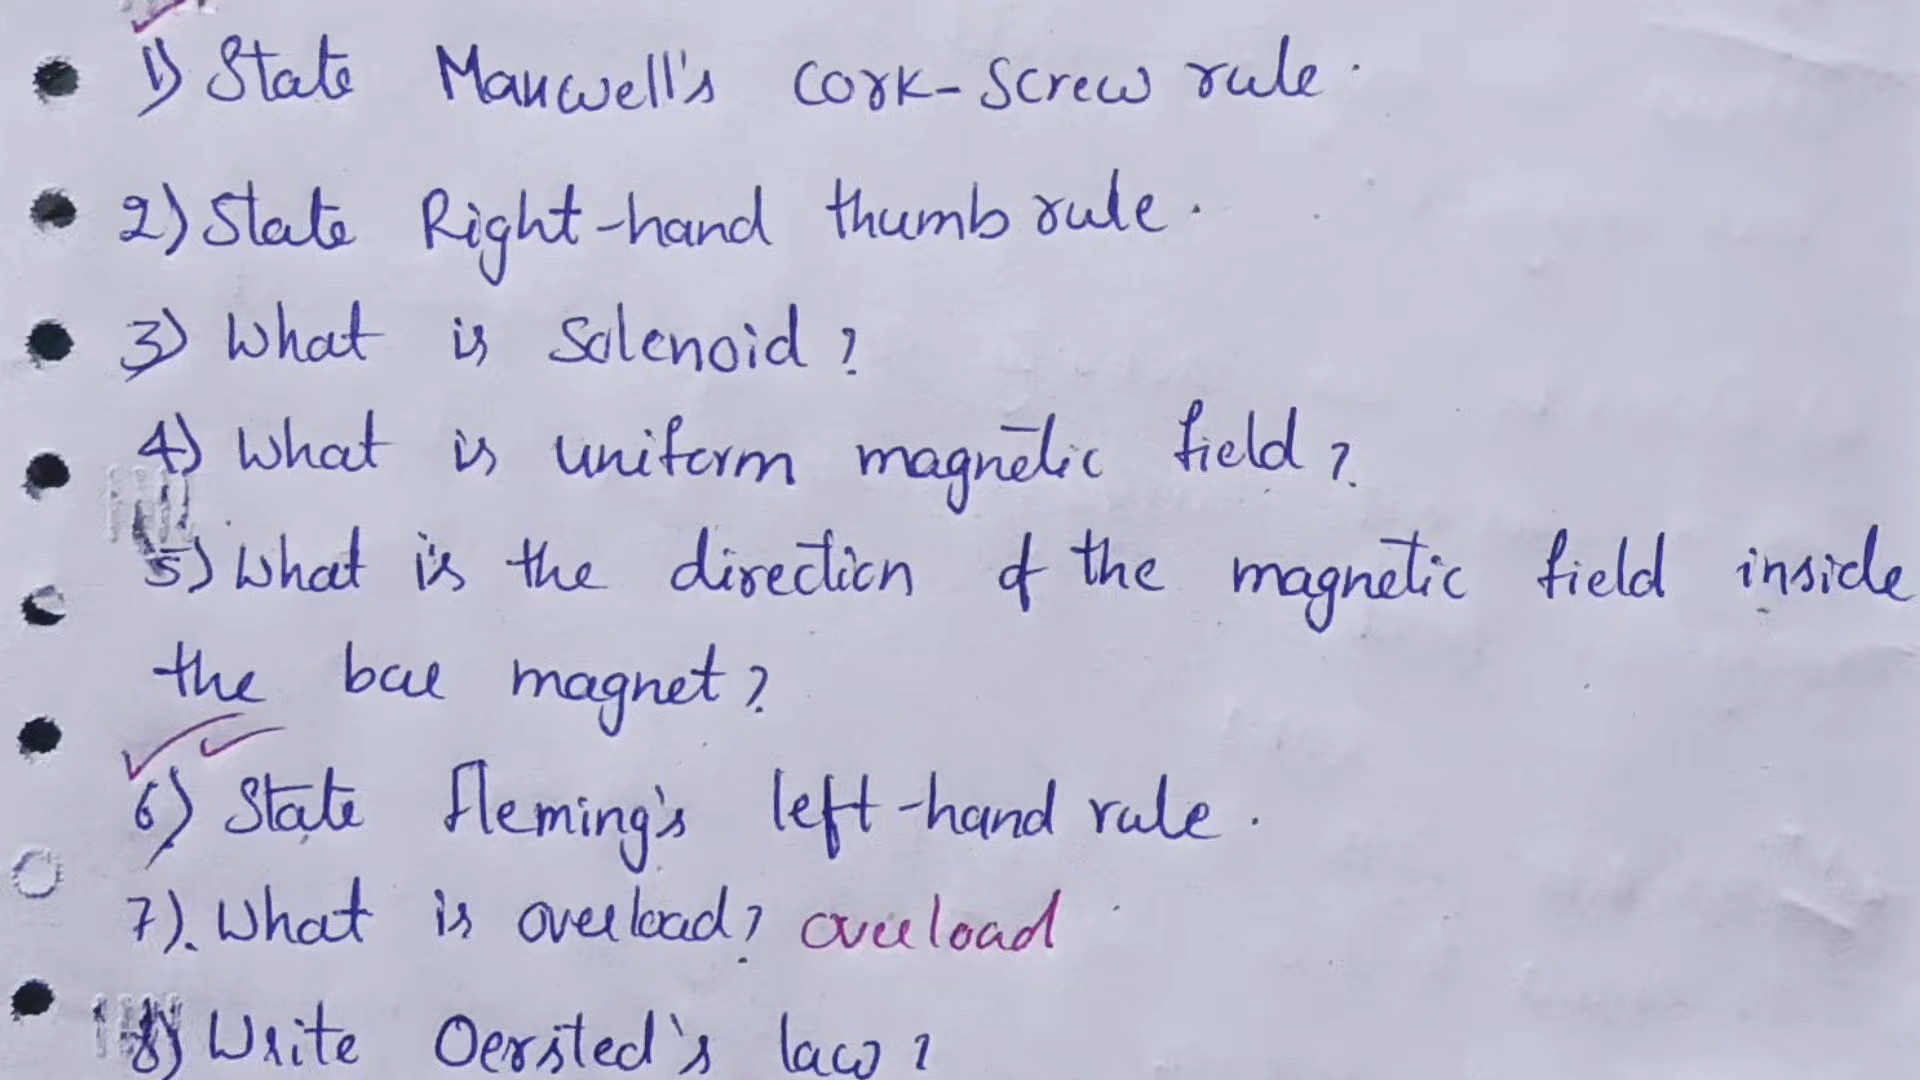 1) State Maxwell's cork-screw rule.
2) State Right-hand thumb rule.
3) What is solenoid?
4) What is uniform magnetic field?
5) What is the direction of the magnetic field inside
the bar magnet?
6) State Fleming's left-hand rule.
7). What is overload? overload
8) Write Oersted's law?